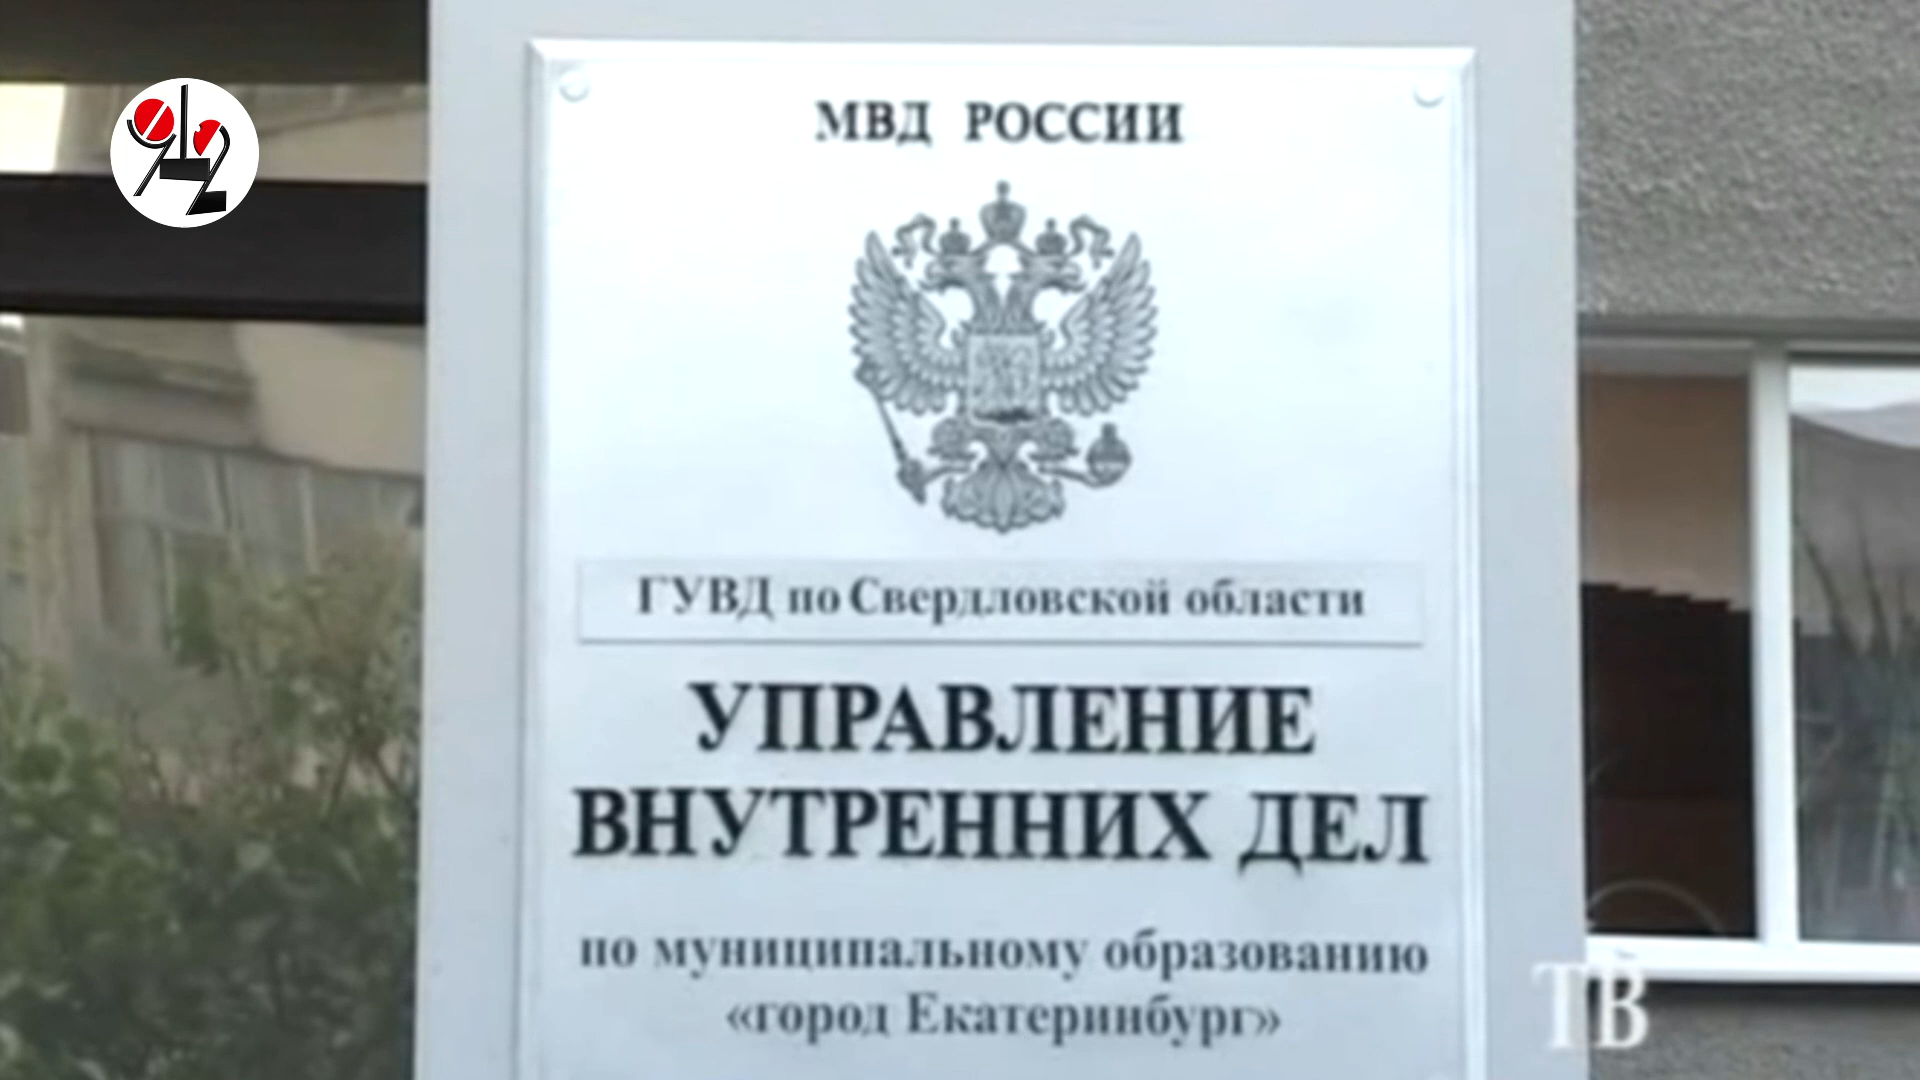 МВД РОССИИ
ГУВД по Свердловской области
УПРАВЛЕНИЕ
ВНУТРЕННИХ ДЕЛ
по муниципальному образованию
«город Екатеринбург»
ТВ